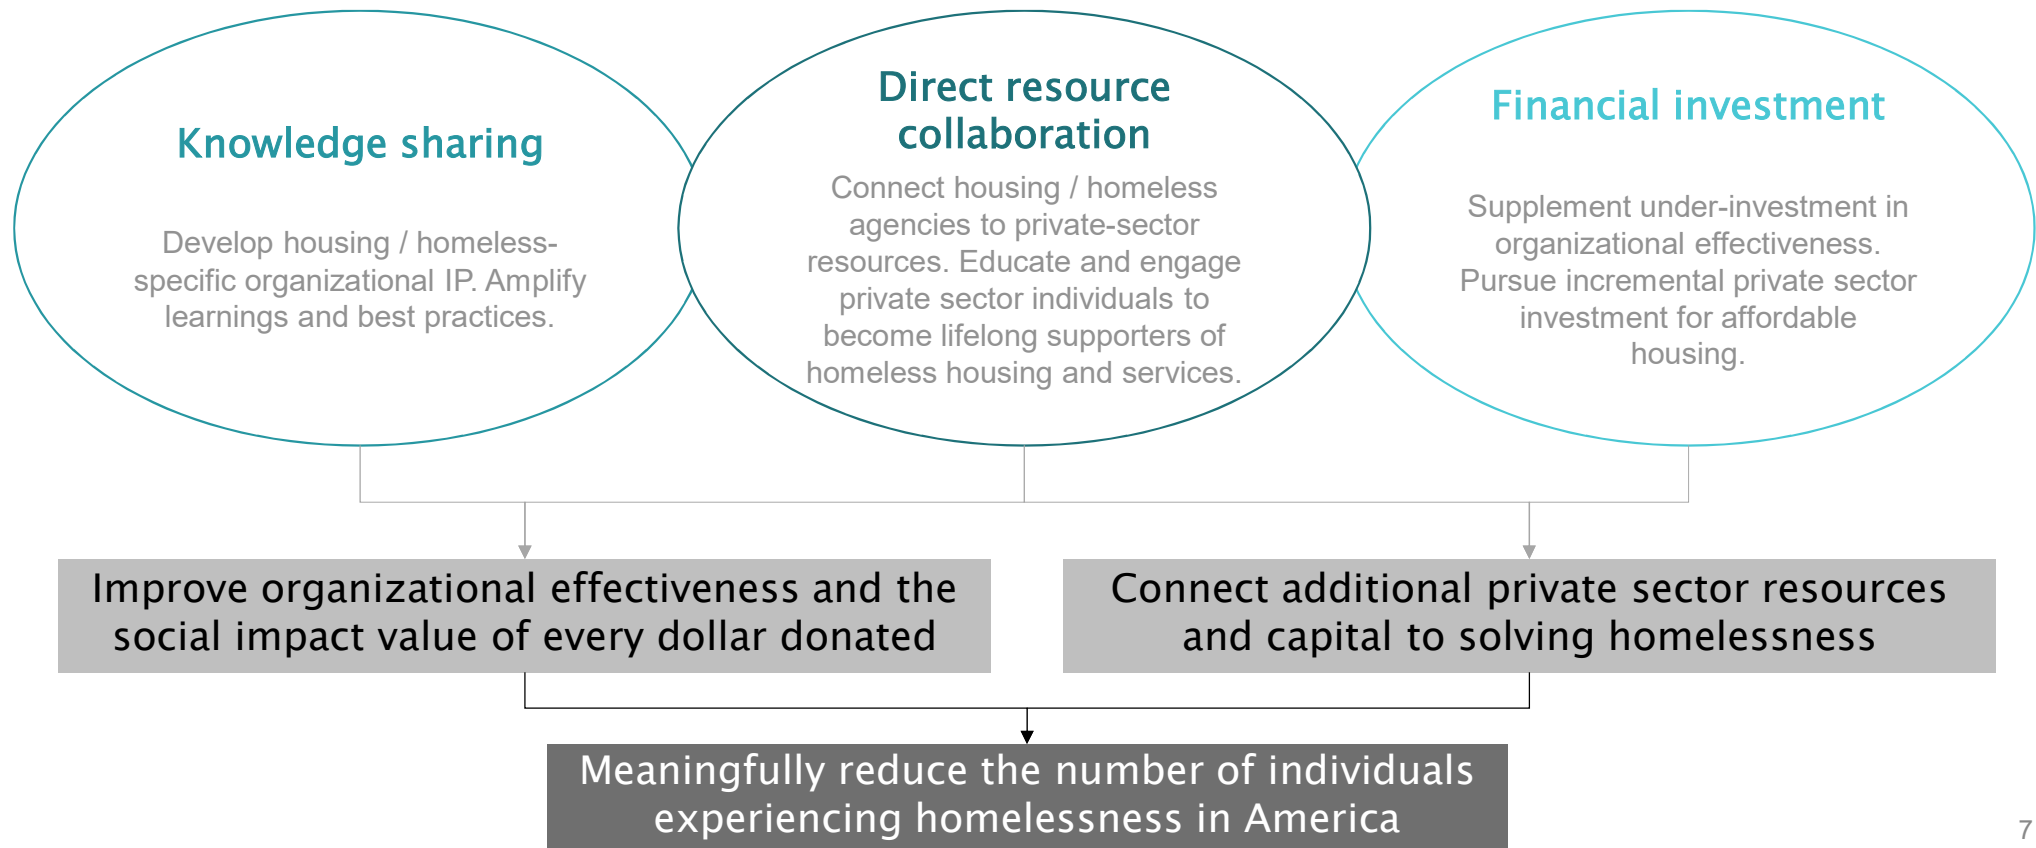 Knowledge sharing
Develop housing / homeless-
specific organizational IP. Amplify
learnings and best practices.
Direct resource
collaboration
Connect housing / homeless
agencies to private-sector
resources. Educate and engage
private sector individuals to
become lifelong supporters of
homeless housing and services.
Financial investment
Supplement under-investment in
organizational effectiveness.
Pursue incremental private sector
investment for affordable
housing.
Improve organizational effectiveness and the
social impact value of every dollar donated
Connect additional private sector resources
and capital to solving homelessness
Meaningfully reduce the number of individuals
experiencing homelessness in America
7